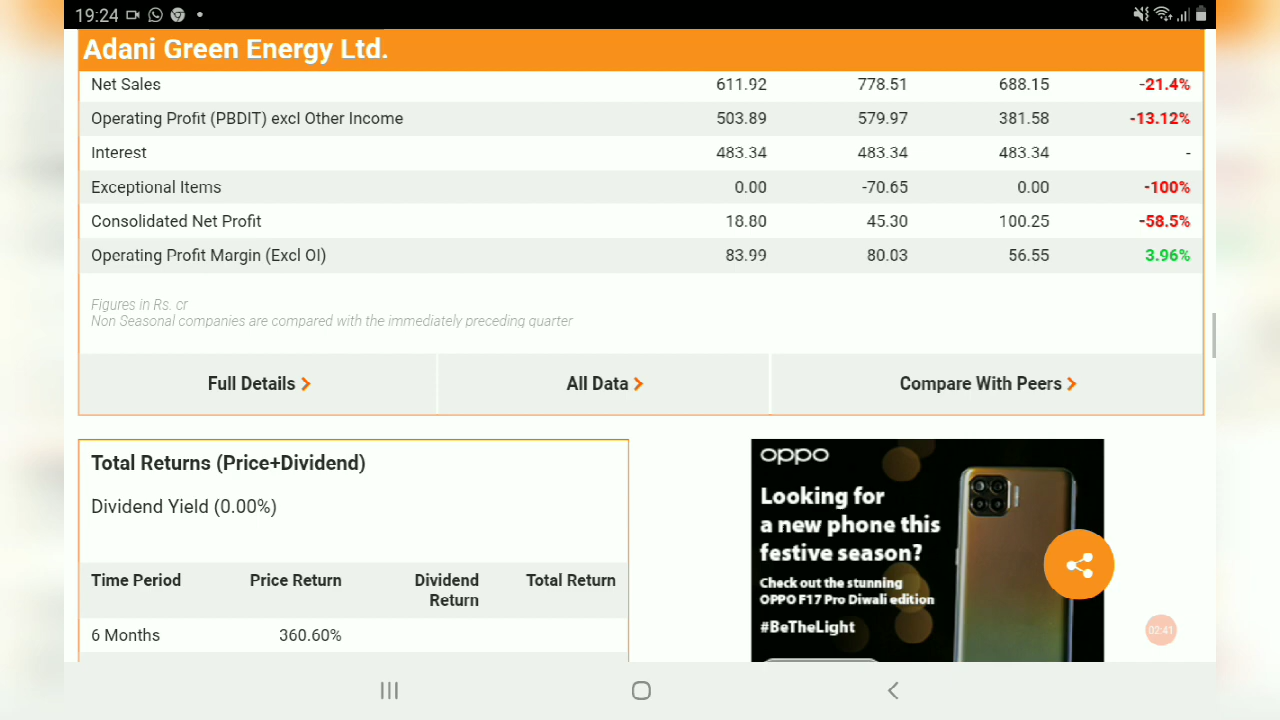 19:24
Adani Green Energy Ltd.
Net Sales 611.92 778.51 688.15 -21.4%
Operating Profit (PBDIT) excl Other Income 503.89 579.97 381.58 -13.12%
Interest 483.34 483.34 483.34 -
Exceptional Items 0.00 -70.65 0.00 -100%
Consolidated Net Profit 18.80 45.30 100.25 -58.5%
Operating Profit Margin (Excl OI) 83.99 80.03 56.55 3.96%
Figures in Rs. cr
Non Seasonal companies are compared with the immediately preceding quarter
Full Details All Data Compare With Peers
Total Returns (Price+Dividend)
Dividend Yield (0.00%)
Time Period Price Return Dividend Return Total Return
6 Months 360.60%
oppo
Looking for
a new phone this
festive season?
Check out the stunning
OPPO F17 Pro Diwali edition
#BeTheLight
02:41